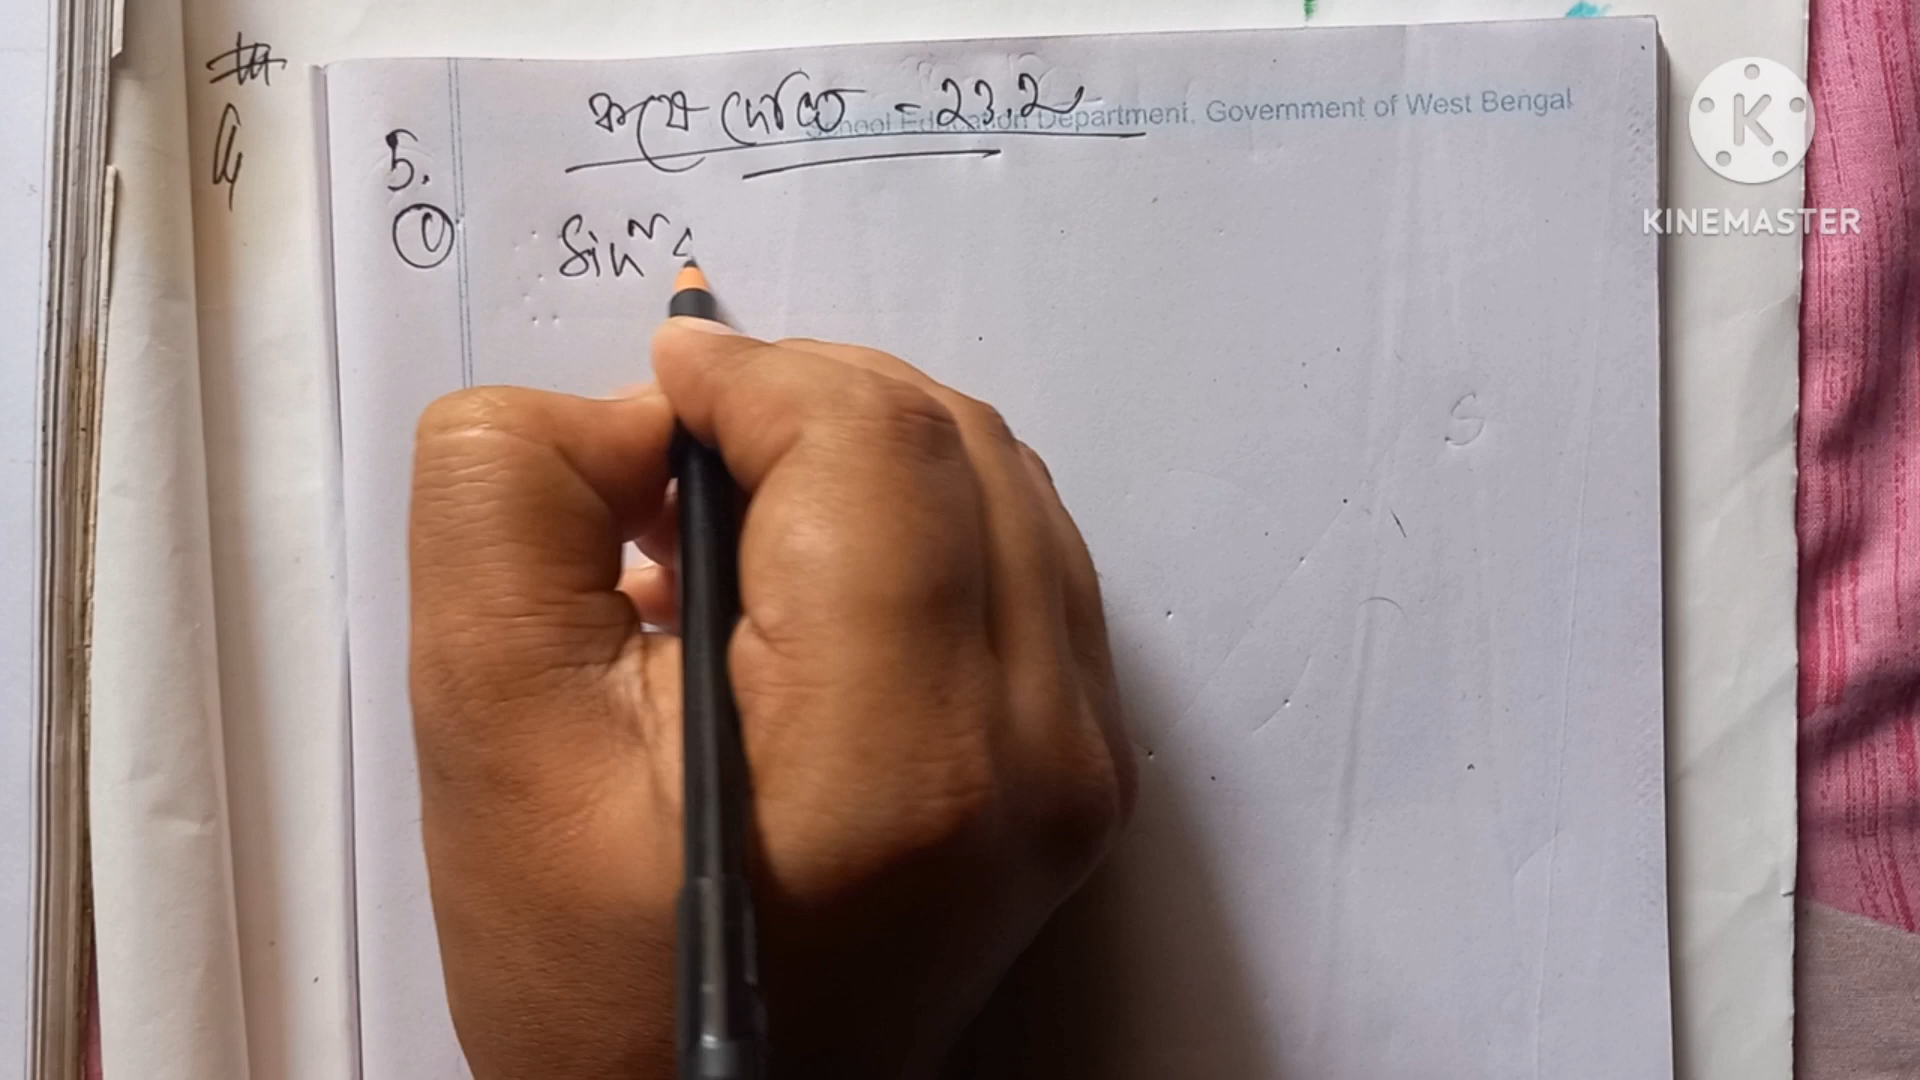 কষে দেখি - 23.2
School Education Department. Government of West Bengal
5.
(i)
Sin²
KINEMASTER